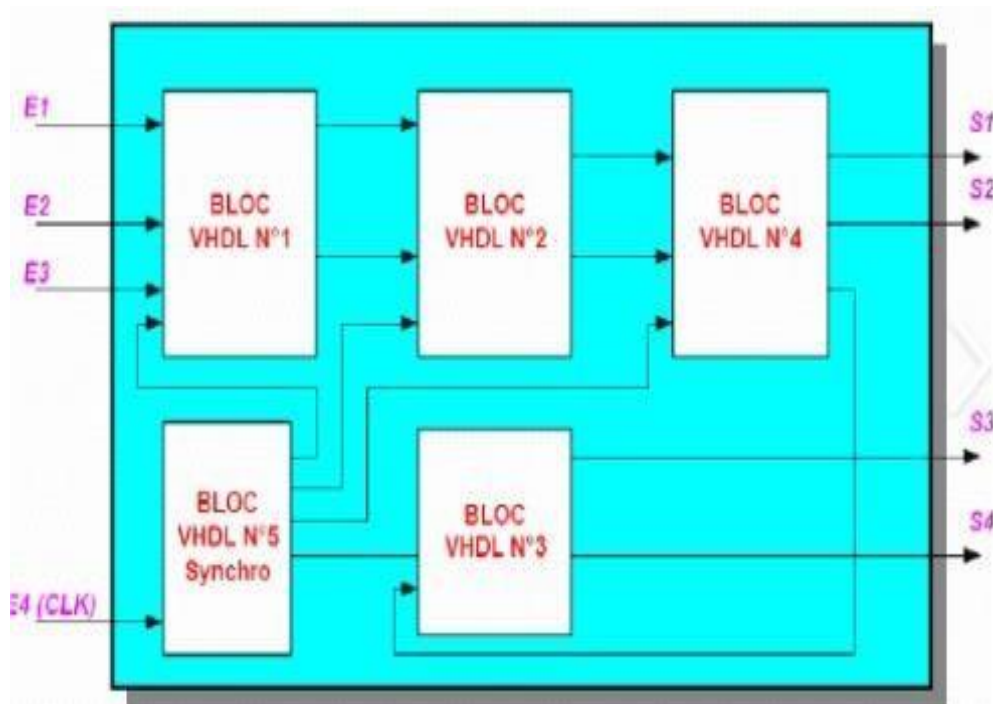 E1
E2
E3
E4 (CLK)
BLOC
VHDL N°1
BLOC
VHDL N°2
BLOC
VHDL N°4
BLOC
VHDL N°5
Synchro
BLOC
VHDL N°3
S1
S2
S3
S4